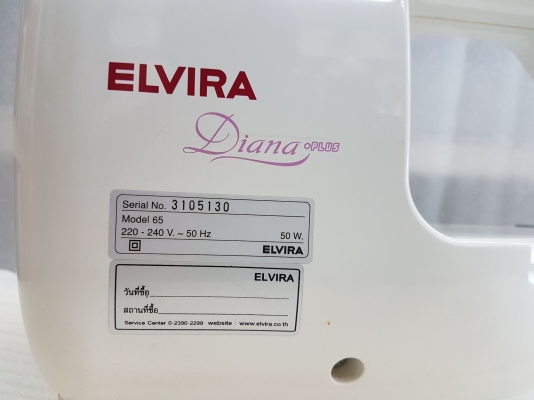 ELVIRA
Diana PLUS
Serial No. 3105130
Model 65
220 - 240 V. ~ 50 Hz 50 W.
ELVIRA
ELVIRA
วันที่ซื้อ
สถานที่ซื้อ
Service Center 0-2390-2299 website : www.elvira.co.th